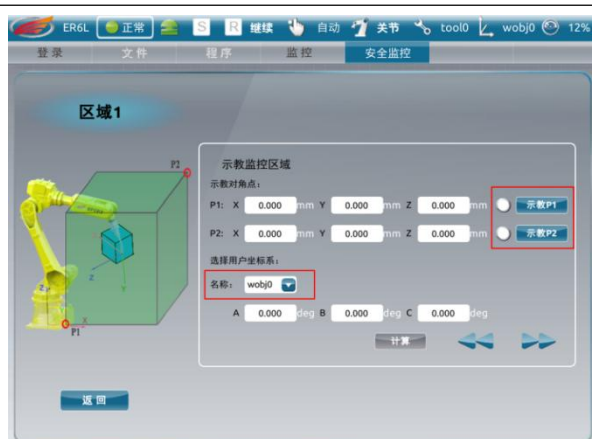 ER6L 正常 S R 继续 自动 关节 tool0 wobj0 12%
登录 文件 程序 监控 安全监控
区域1
示教监控区域
示教对角点:
P1: X 0.000 mm Y 0.000 mm Z 0.000 mm 示教P1
P2: X 0.000 mm Y 0.000 mm Z 0.000 mm 示教P2
选择用户坐标系:
名称: wobj0
A 0.000 deg B 0.000 deg C 0.000 deg
计算
P2
Z
X
Y
P1
返回